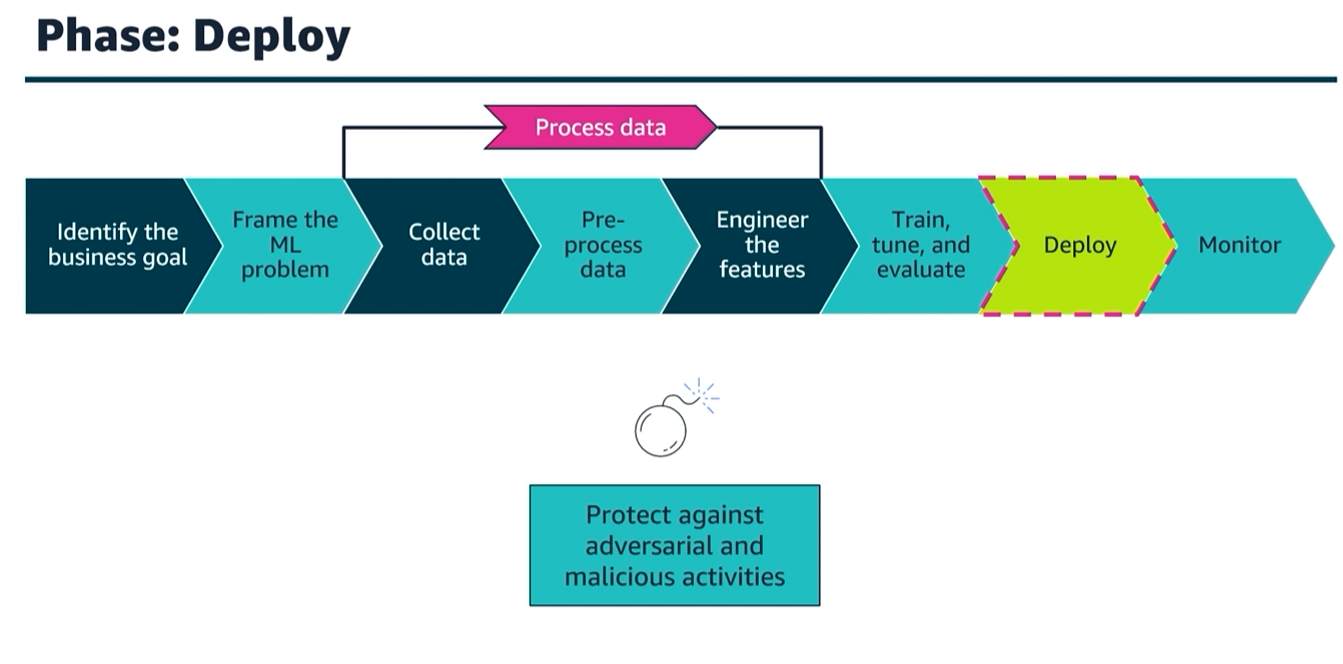 Phase: Deploy
Process data
Identify the
business goal
Frame the
ML
problem
Collect
data
Pre-
process
data
Engineer
the
features
Train,
tune, and
evaluate
Deploy
Monitor
Protect against
adversarial and
malicious activities